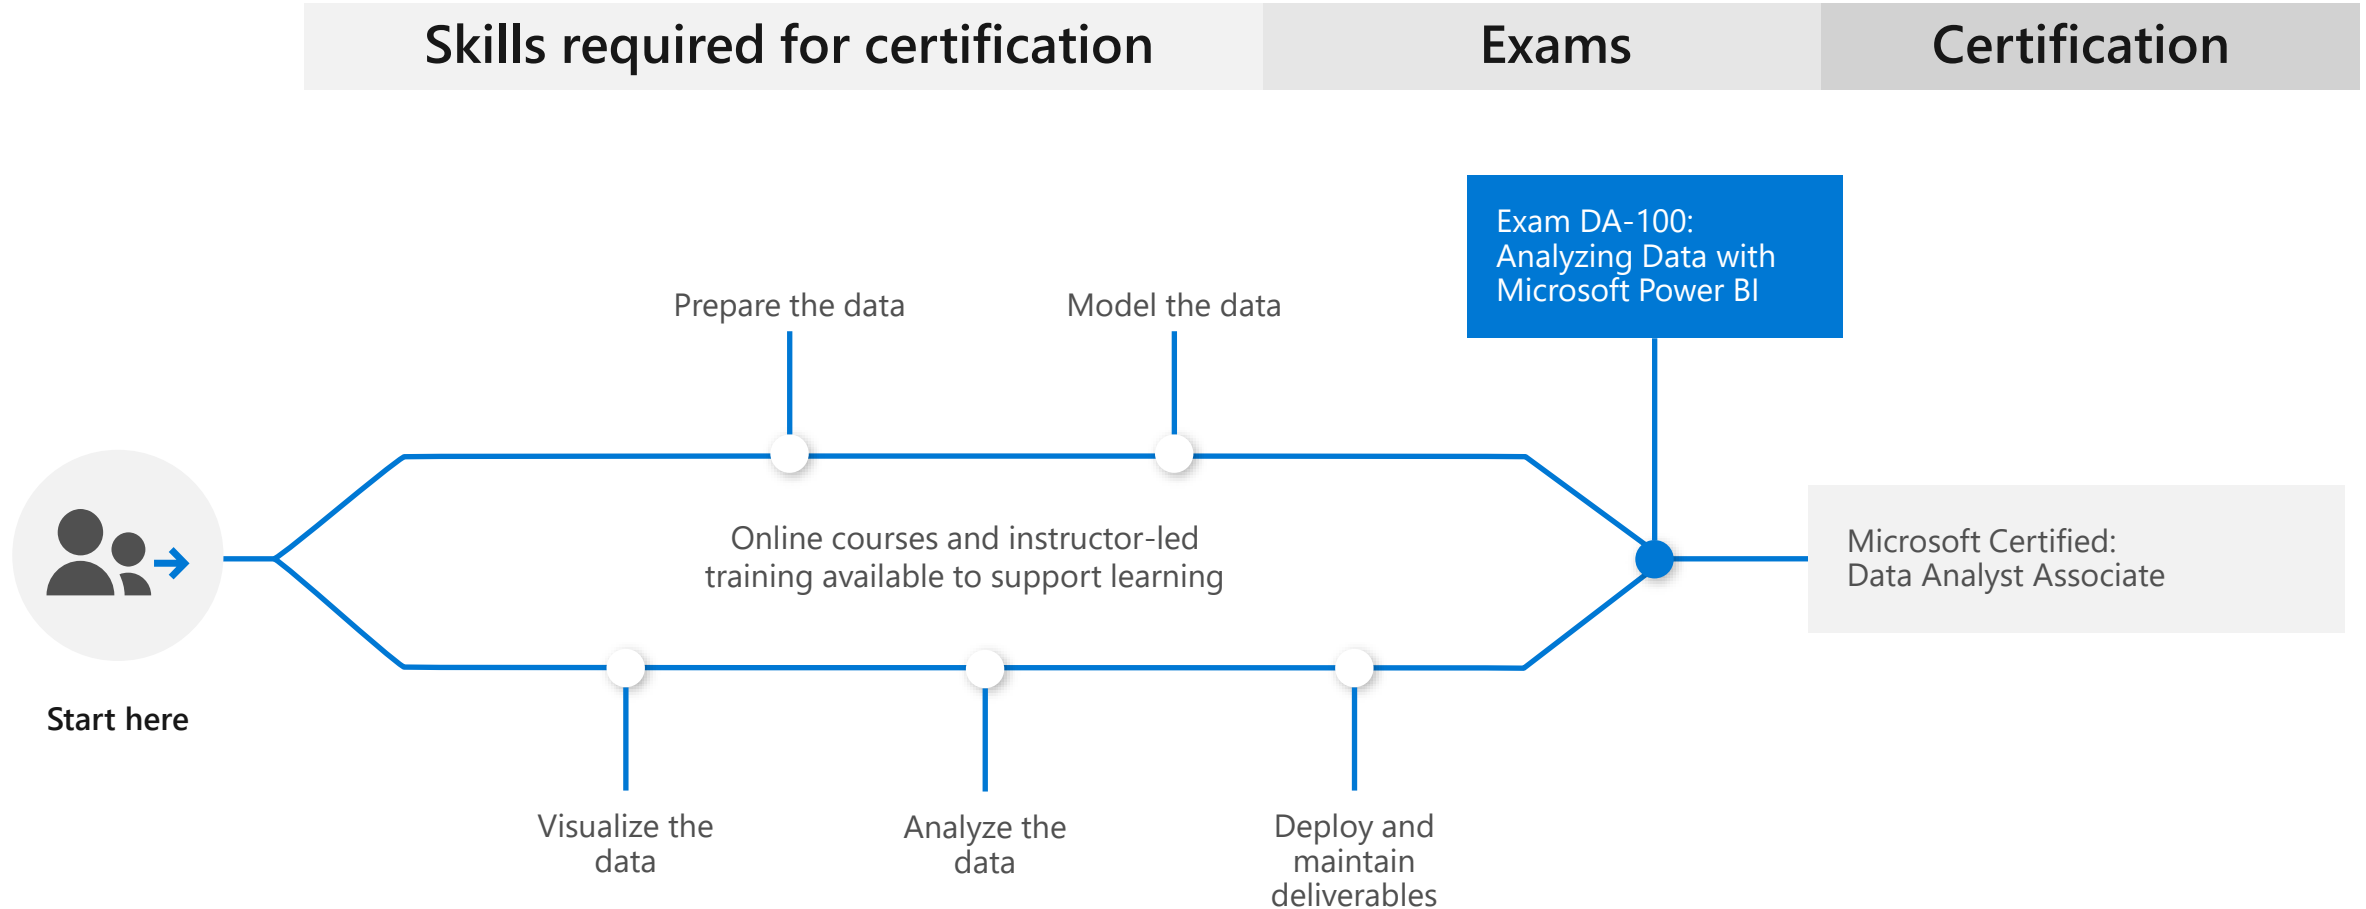 Skills required for certification
Exams
Certification
Exam DA-100:
Analyzing Data with
Microsoft Power BI
Prepare the data
Model the data
Online courses and instructor-led
training available to support learning
Microsoft Certified:
Data Analyst Associate
Start here
Visualize the
data
Analyze the
data
Deploy and
maintain
deliverables